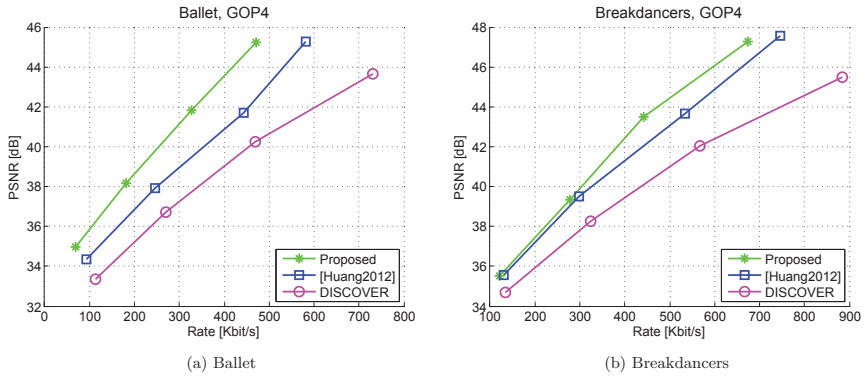 Ballet, GOP4
46
44
42
40
38
36
34
32
PSNR [dB]
0 100 200 300 400 500 600 700 800
Rate [Kbit/s]
Proposed
[Huang2012]
DISCOVER
(a) Ballet
Breakdancers, GOP4
48
46
44
42
40
38
36
34
PSNR [dB]
100 200 300 400 500 600 700 800 900
Rate [Kbit/s]
Proposed
[Huang2012]
DISCOVER
(b) Breakdancers